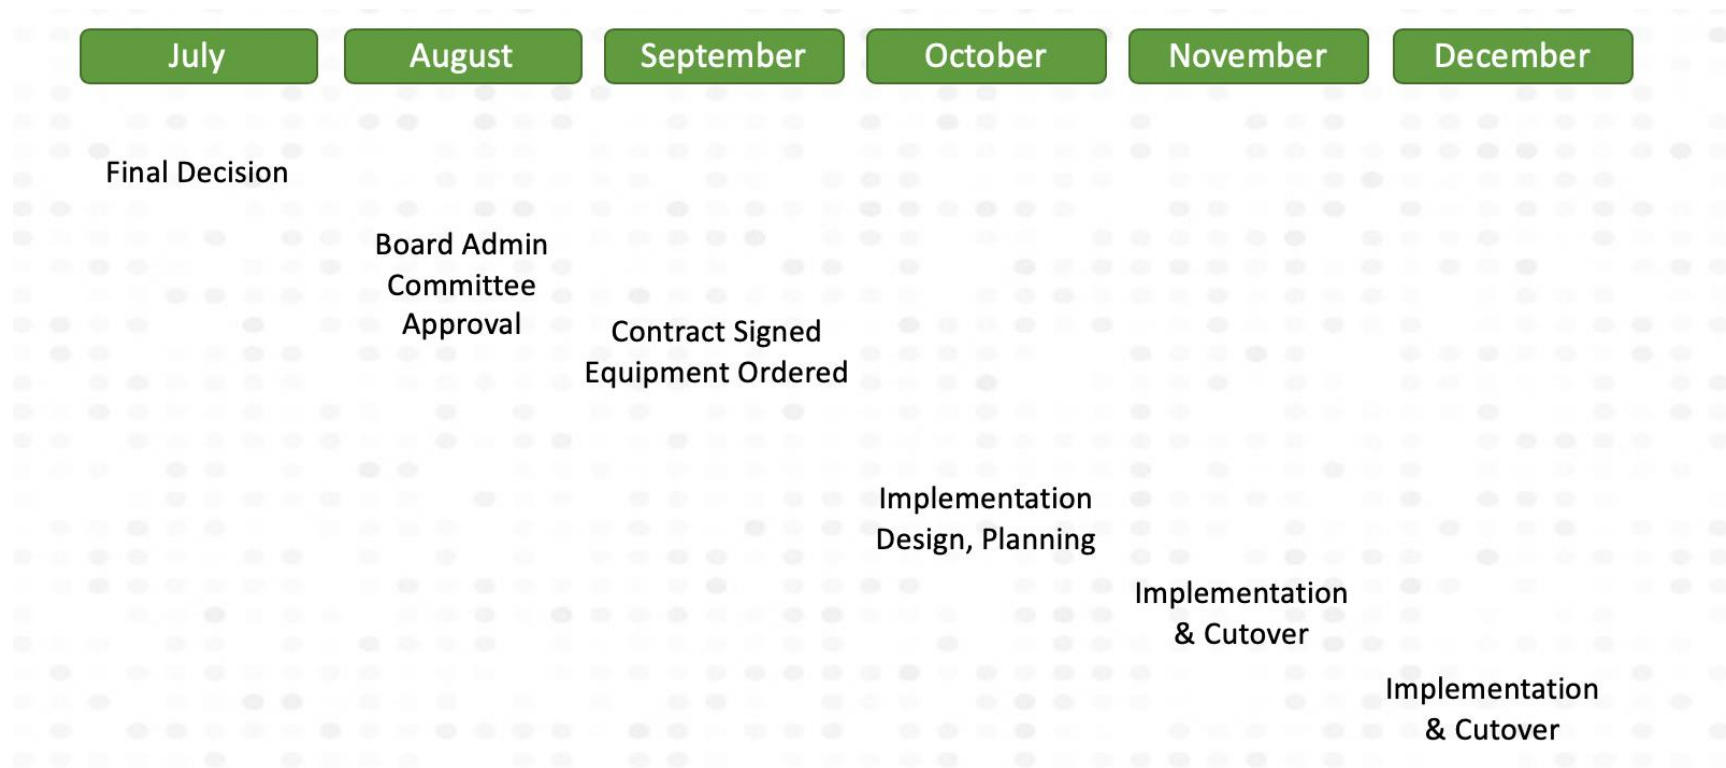 July
August
September
October
November
December
Final Decision
Board Admin
Committee
Approval
Contract Signed
Equipment Ordered
Implementation
Design, Planning
Implementation
& Cutover
Implementation
& Cutover